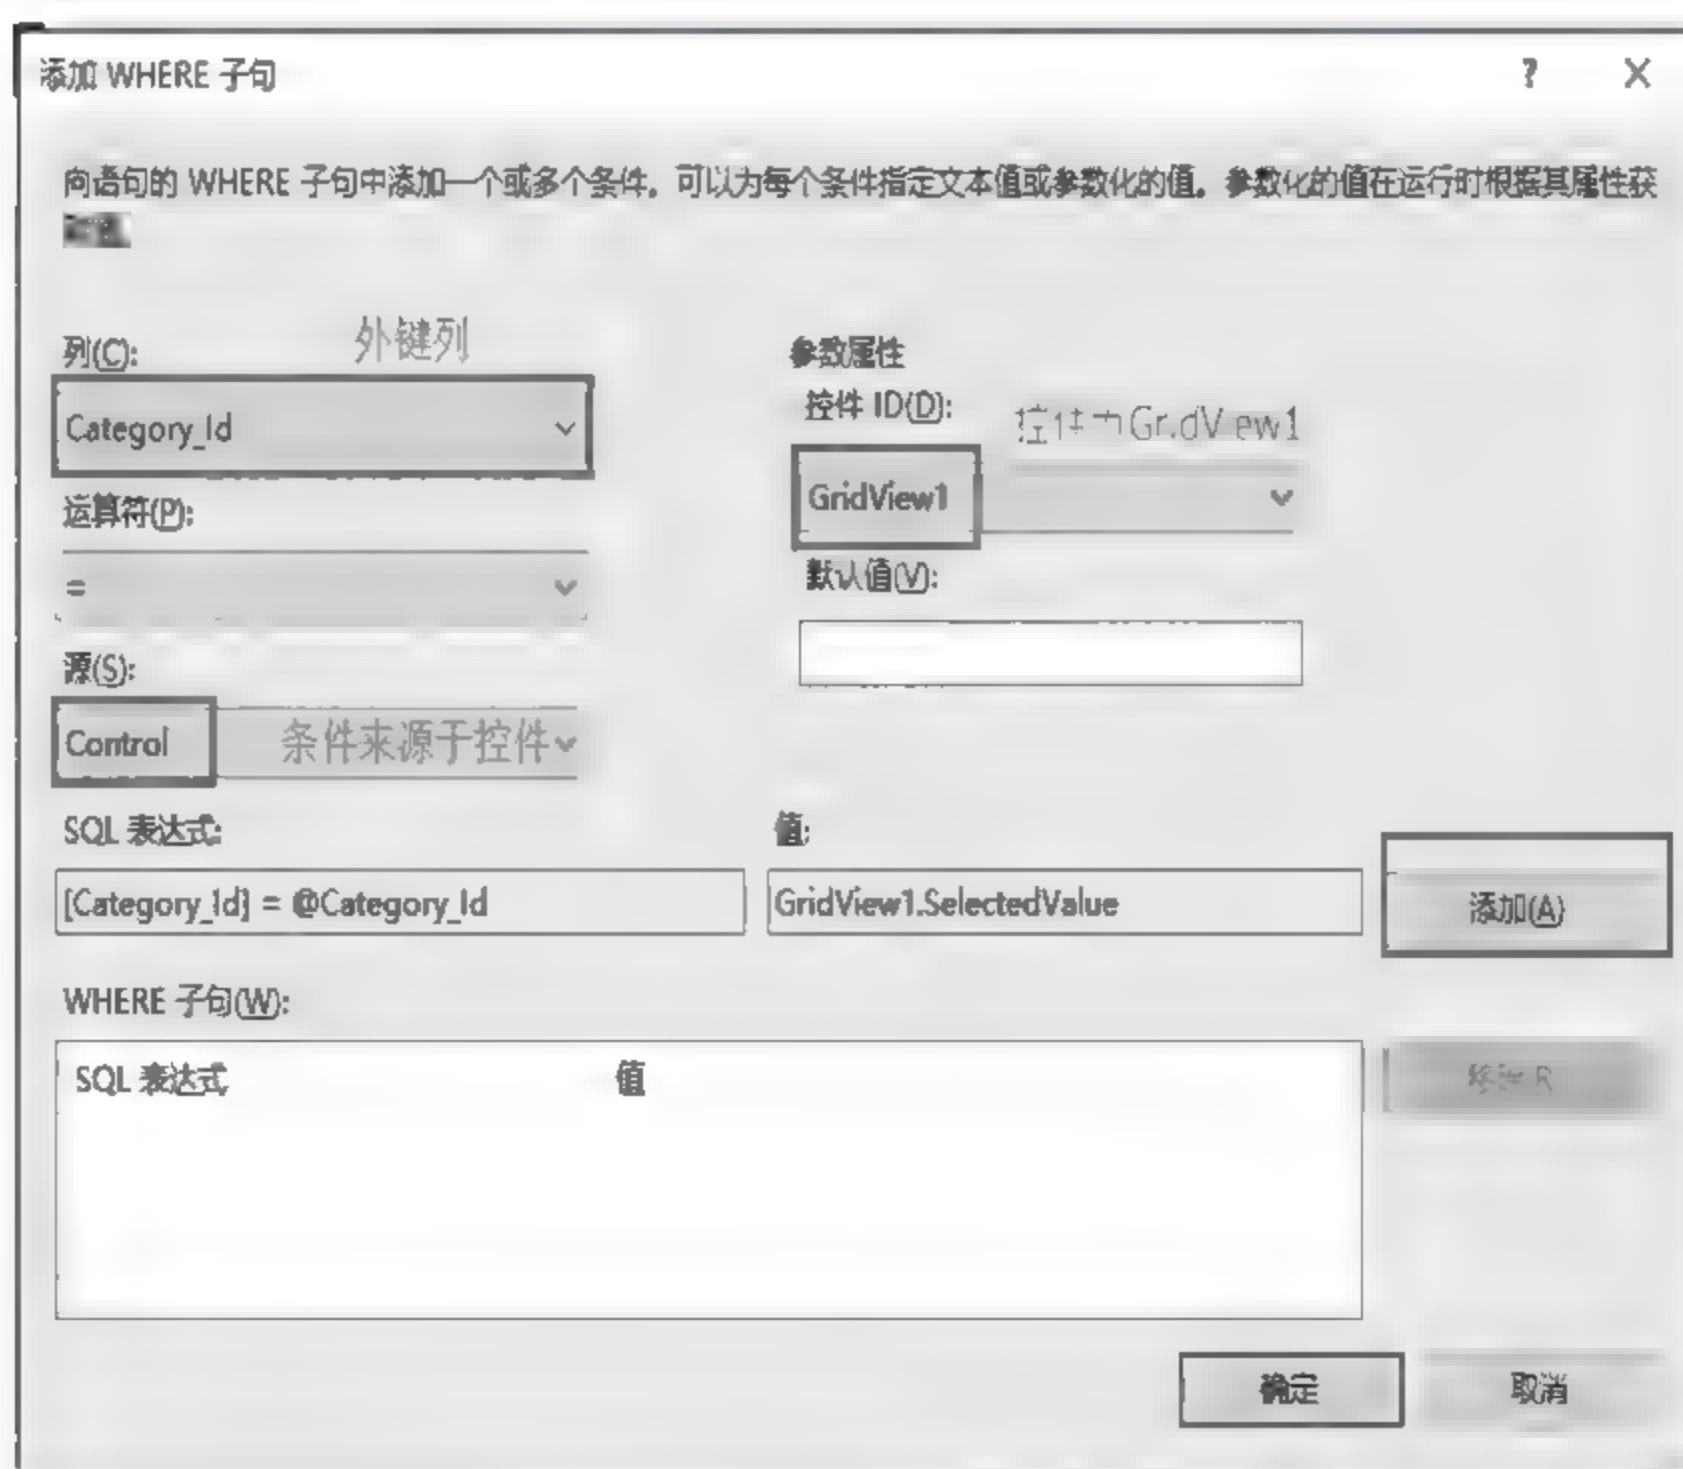 添加 WHERE 子句 ? X
向语句的 WHERE 子句中添加一个或多个条件。可以为每个条件指定文本值或参数化的值。参数化的值在运行时根据其属性获
列(C): 外键列
Category_Id
运算符(P):
=
源(S):
Control 条件来源于控件
参数属性
控件 ID(D):
GridView1
默认值(V):
SQL 表达式:
[Category_Id] = @Category_Id
值:
GridView1.SelectedValue
添加(A)
WHERE 子句(W):
SQL 表达式 值
确定 取消